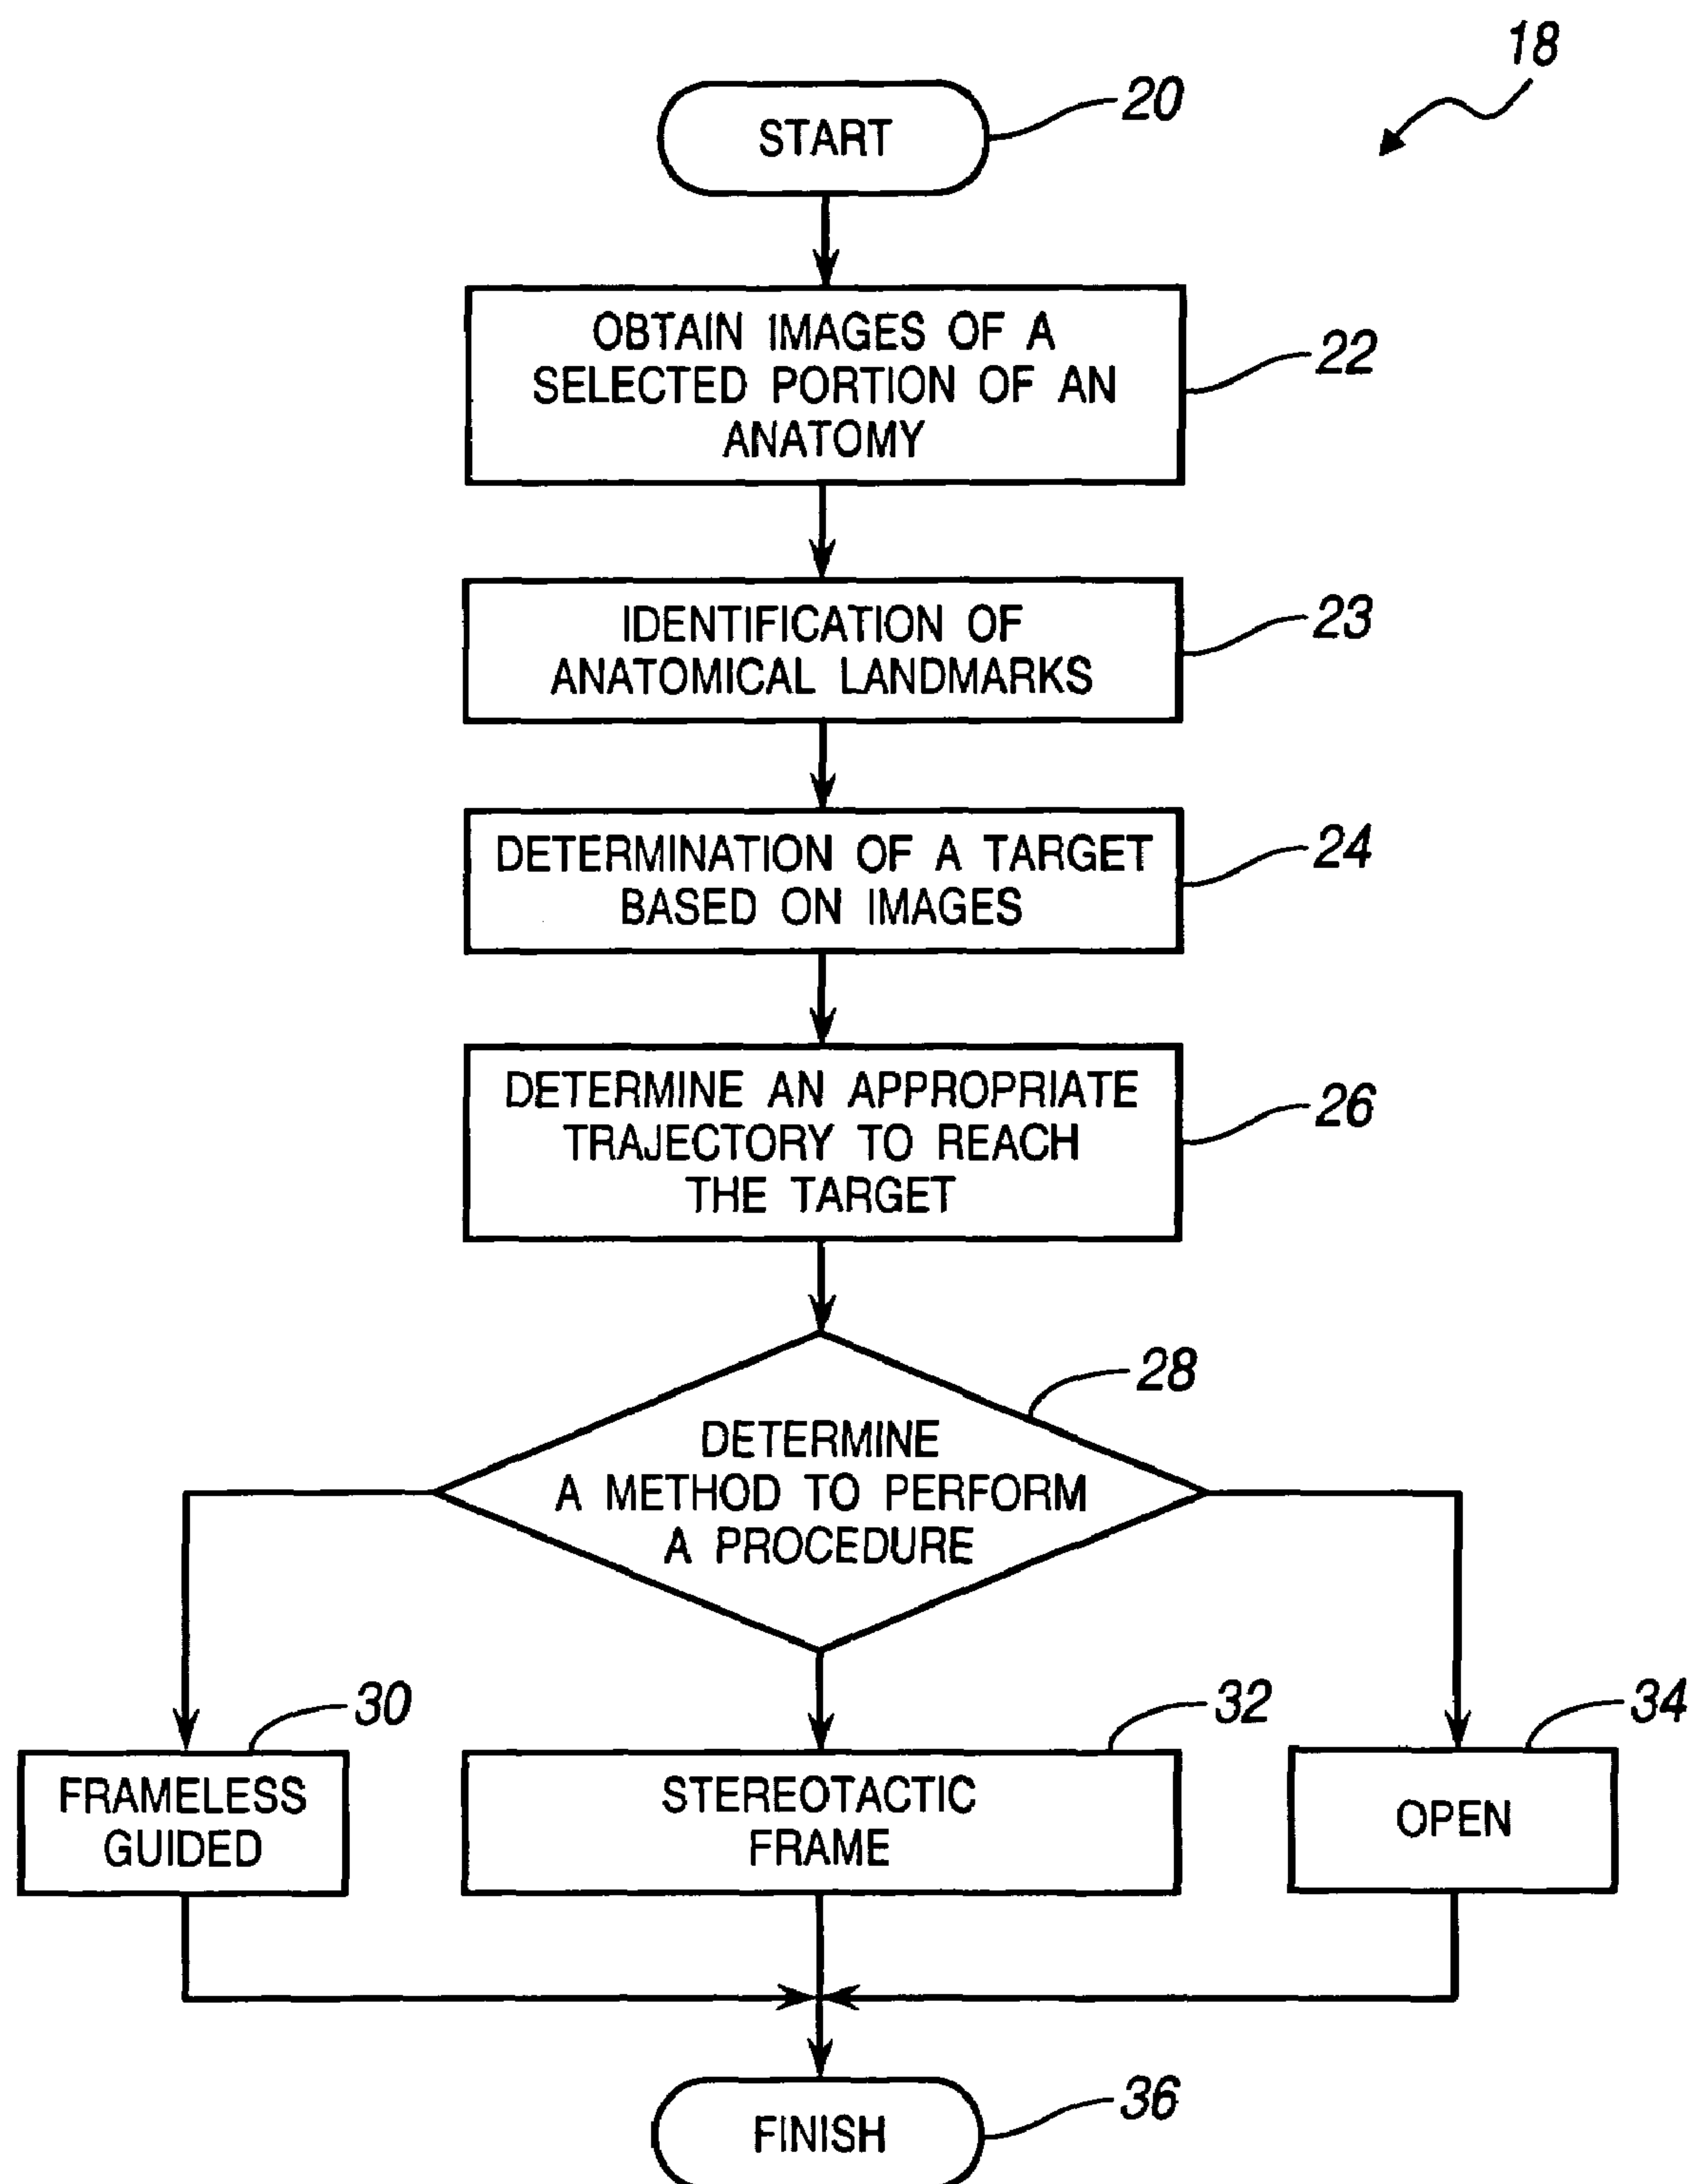 18
START
20
OBTAIN IMAGES OF A
SELECTED PORTION OF AN
ANATOMY
22
IDENTIFICATION OF
ANATOMICAL LANDMARKS
23
DETERMINATION OF A TARGET
BASED ON IMAGES
24
DETERMINE AN APPROPRIATE
TRAJECTORY TO REACH
THE TARGET
26
DETERMINE
A METHOD TO PERFORM
A PROCEDURE
28
FRAMELESS
GUIDED
30
STEREOTACTIC
FRAME
32
OPEN
34
FINISH
36